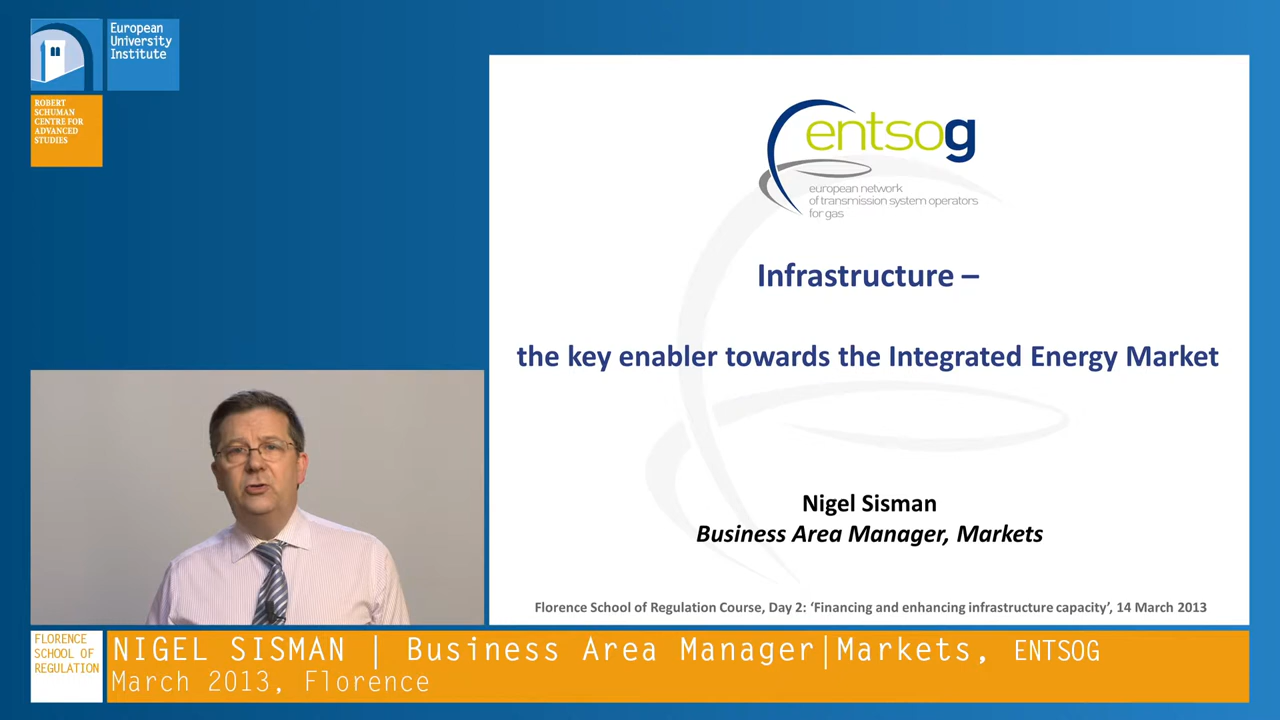 European
University
Institute
ROBERT
SCHUMAN
CENTRE FOR
ADVANCED
STUDIES
entsog
european network
of transmission system operators
for gas
Infrastructure –
the key enabler towards the Integrated Energy Market
Nigel Sisman
Business Area Manager, Markets
Florence School of Regulation Course, Day 2: ‘Financing and enhancing infrastructure capacity’, 14 March 2013
FLORENCE
SCHOOL OF
REGULATION
NIGEL SISMAN | Business Area Manager|Markets, ENTSOG
March 2013, Florence